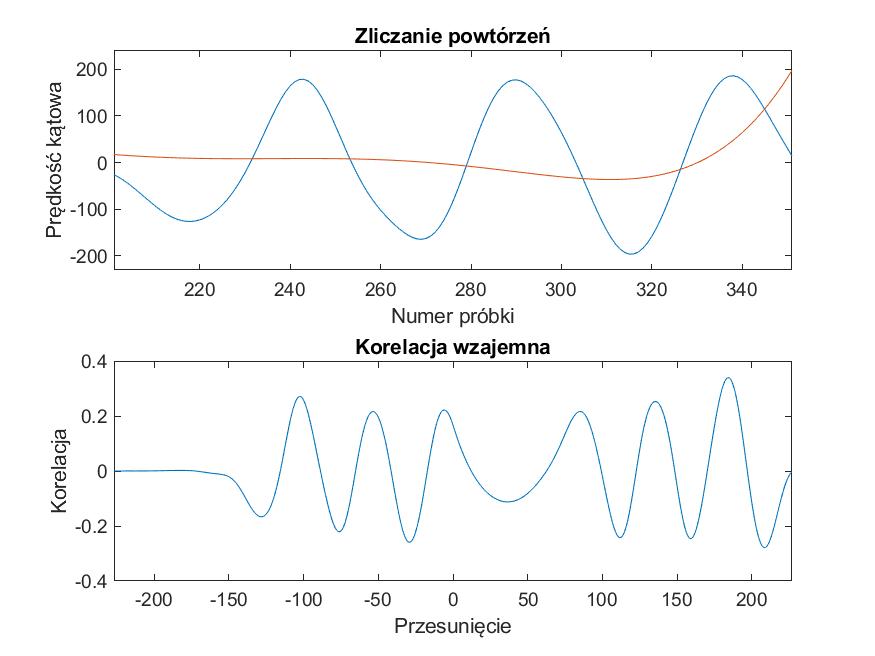 Zliczanie powtórzeń
200
100
0
-100
-200
Prędkość kątowa
220 240 260 280 300 320 340
Numer próbki
Korelacja wzajemna
0.4
0.2
0
-0.2
-0.4
Korelacja
-200 -150 -100 -50 0 50 100 150 200
Przesunięcie